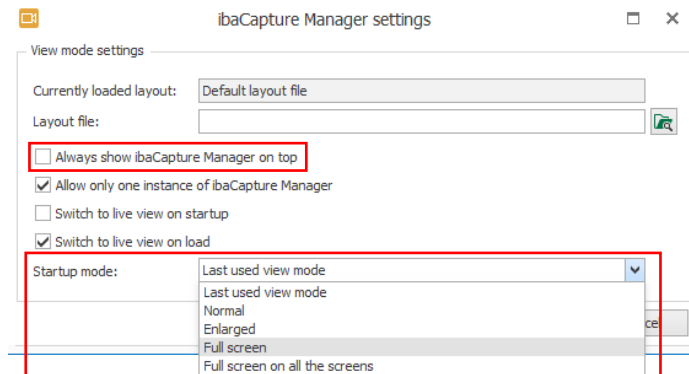 ibaCapture Manager settings
View mode settings
Currently loaded layout: Default layout file
Layout file:
Always show ibaCapture Manager on top
Allow only one instance of ibaCapture Manager
Switch to live view on startup
Switch to live view on load
Startup mode: Last used view mode
Last used view mode
Normal
Enlarged
Full screen
Full screen on all the screens